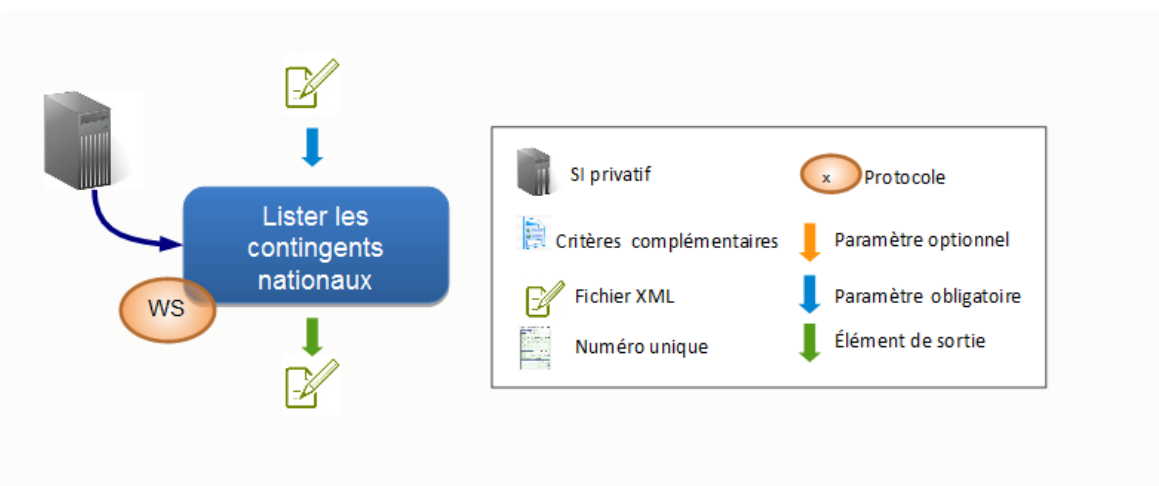 Lister les
contingents
nationaux
WS
SI privatif
x Protocole
Critères complémentaires
Paramètre optionnel
Fichier XML
Paramètre obligatoire
Numéro unique
Élément de sortie